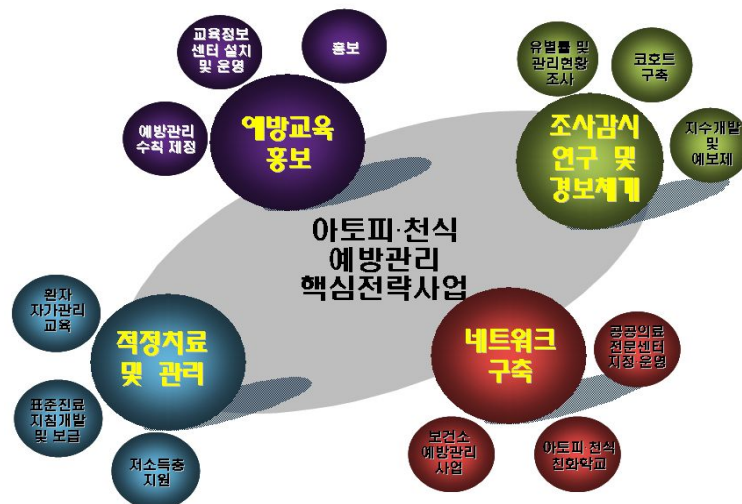 교육정보
센터 설치
및 운영
홍보
예방관리
수칙 제정
예방교육
홍보
유병률 및
관리현황
조사
코호트
구축
지수개발
및
예보제
조사감시
연구 및
경보체계
아토피·천식
예방관리
핵심전략사업
환자
자가관리
교육
적정치료
및 관리
표준진료
지침개발
및 보급
저소득층
지원
네트워크
구축
공공의료
전문센터
지정 운영
보건소
예방관리
사업
아토피·천식
친화학교